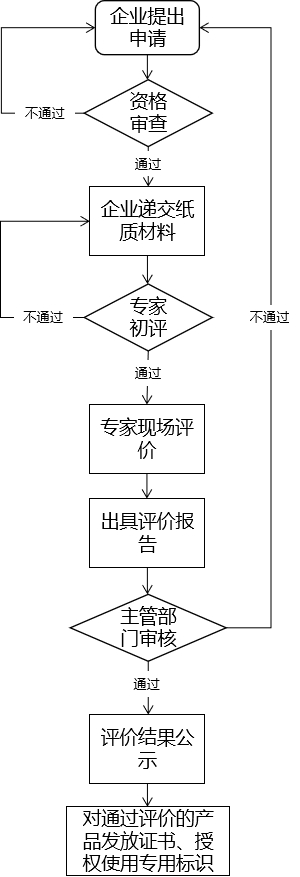 企业提出
申请
不通过
资格
审查
通过
企业递交纸
质材料
专家
初评
不通过
不通过
通过
专家现场评
价
出具评价报
告
主管部
门审核
通过
评价结果公
示
对通过评价的产
品发放证书、授
权使用专用标识